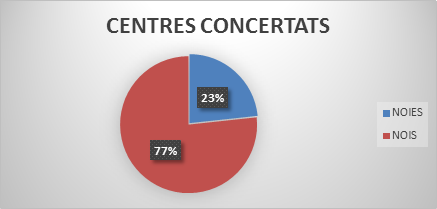 CENTRES CONCERTATS
23%
77%
NOIES
NOIS